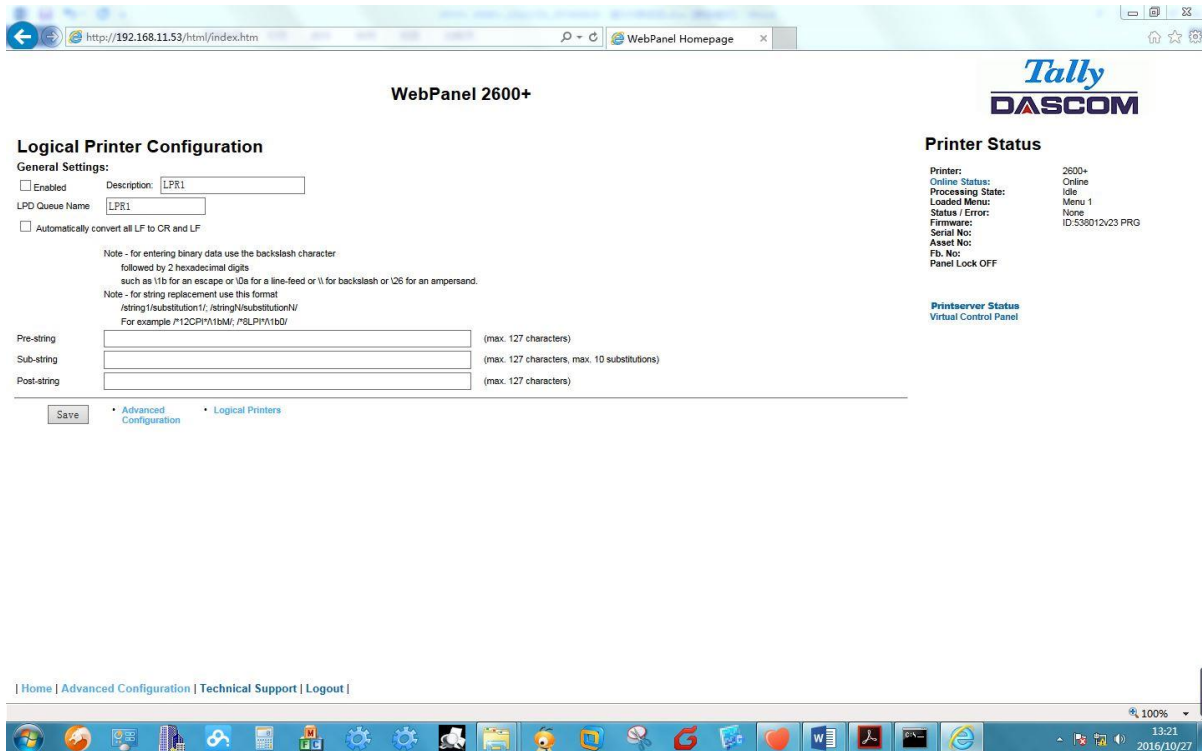 http://192.168.11.53/html/index.htm
WebPanel Homepage
WebPanel 2600+
Tally
DASCOM
Logical Printer Configuration
General Settings:
Enabled Description: LPR1
LPD Queue Name LPR1
Automatically convert all LF to CR and LF
Note - for entering binary data use the backslash character
followed by 2 hexadecimal digits
such as \1b for an escape or \0a for a line-feed or \\ for backslash or \26 for an ampersand.
Note - for string replacement use this format
/string1/substitution1/; /stringN/substitutionN/
For example /*12CPI*/\1bM/; /*8LPI*/\1b0/
Pre-string (max. 127 characters)
Sub-string (max. 127 characters, max. 10 substitutions)
Post-string (max. 127 characters)
Save • Advanced Configuration • Logical Printers
Printer Status
Printer: 2600+
Online Status: Online
Processing State: Idle
Loaded Menu: Menu 1
Status / Error: None
Firmware: ID:538012v23 PRG
Serial No:
Asset No:
Fb. No:
Panel Lock OFF
Printserver Status
Virtual Control Panel
| Home | Advanced Configuration | Technical Support | Logout |
100%
13:21
2016/10/27